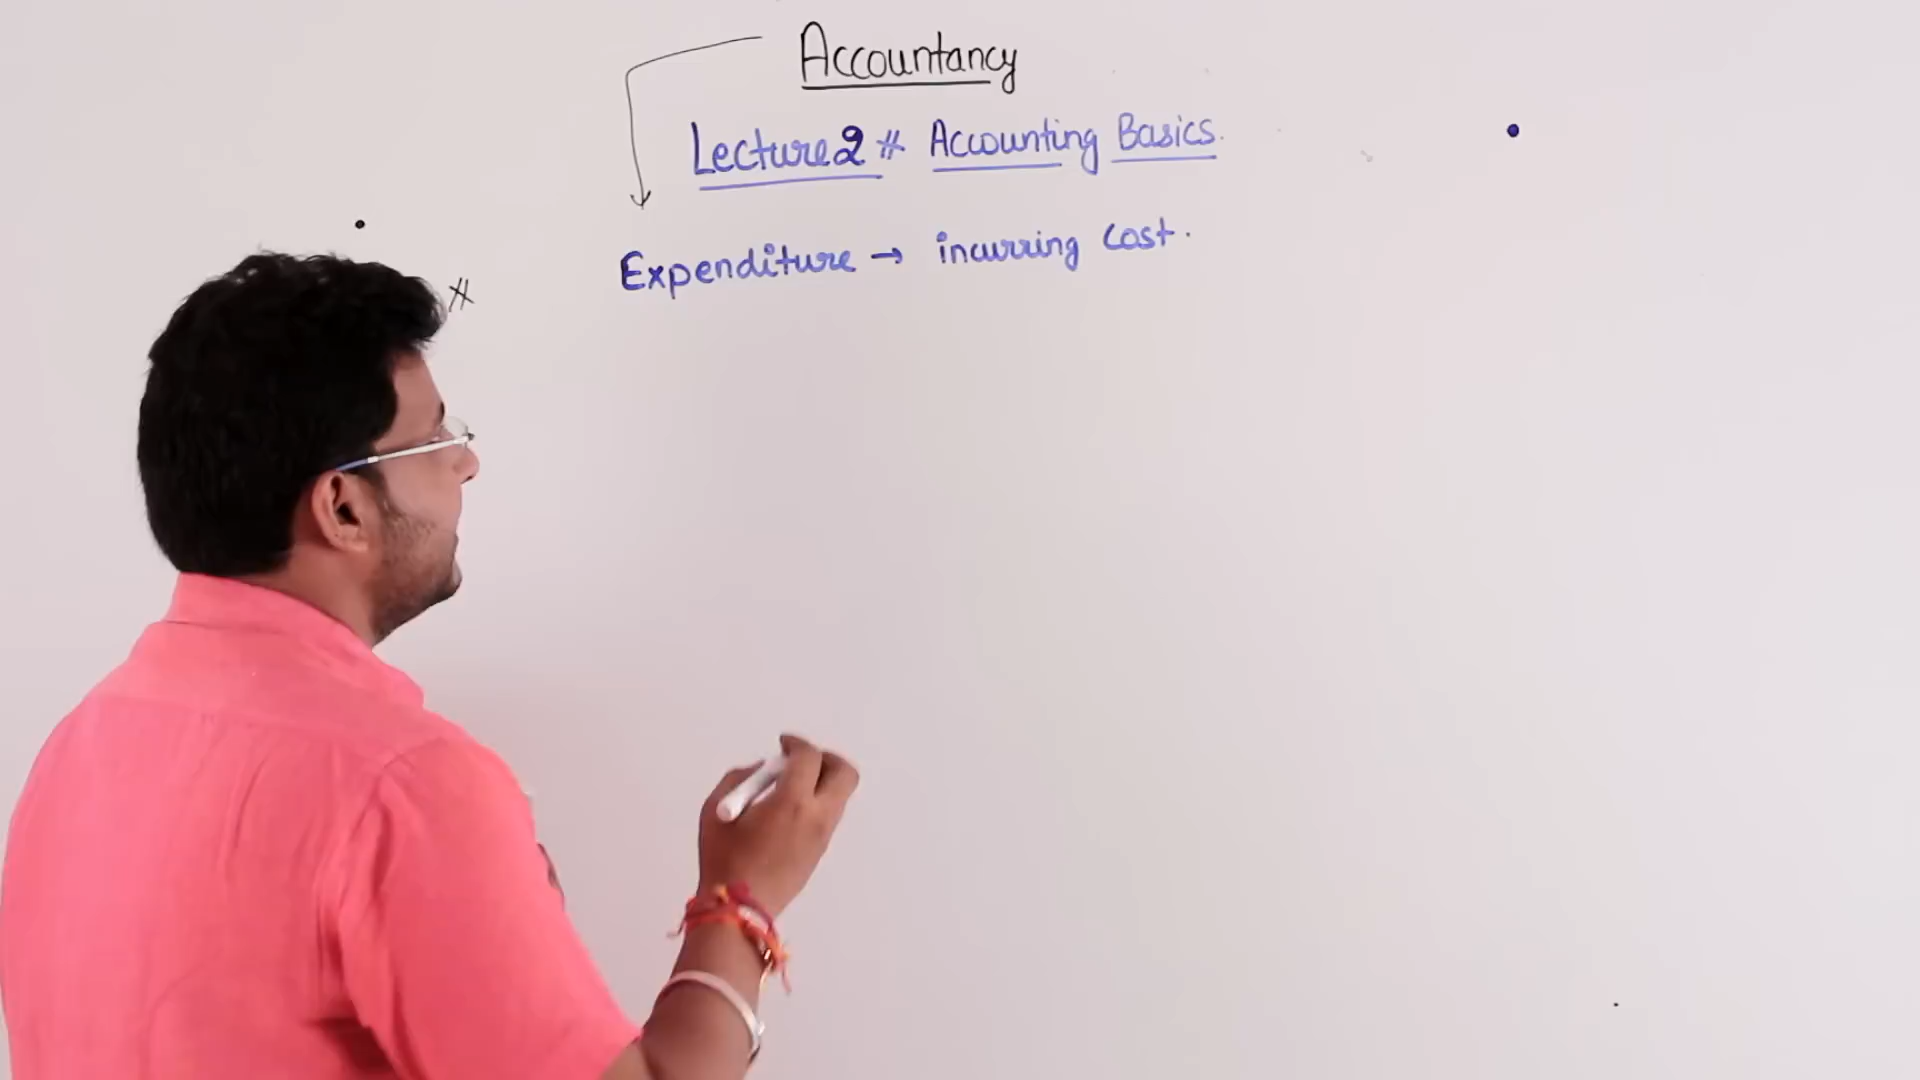 Accountancy
Lecture 2 # Accounting Basics.
#
Expenditure → incurring cost.